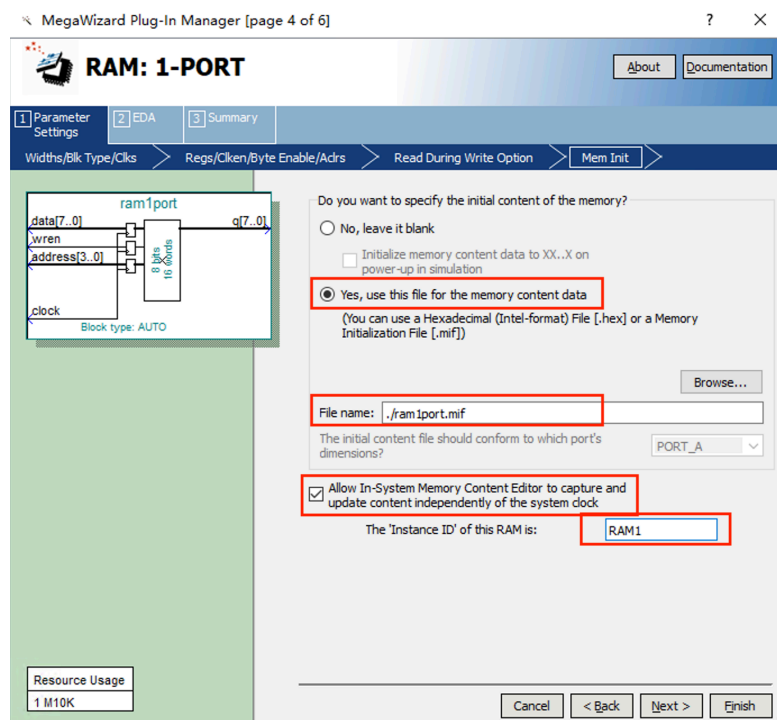 MegaWizard Plug-In Manager [page 4 of 6]
? ×
RAM: 1-PORT
About
Documentation
1 Parameter Settings
2 EDA
3 Summary
Widths/Blk Type/Clks
Regs/Clken/Byte Enable/Aclrs
Read During Write Option
Mem Init
ram1port
data[7..0]
q[7..0]
wren
address[3..0]
8 bits
16 words
clock
Block type: AUTO
Do you want to specify the initial content of the memory?
No, leave it blank
Initialize memory content data to XX..X on
power-up in simulation
Yes, use this file for the memory content data
(You can use a Hexadecimal (Intel-format) File [.hex] or a Memory
Initialization File [.mif])
Browse...
File name: ./ram1port.mif
The initial content file should conform to which port's
dimensions?
PORT_A
Allow In-System Memory Content Editor to capture and
update content independently of the system clock
The 'Instance ID' of this RAM is: RAM1
Resource Usage
1 M10K
Cancel
< Back
Next >
Finish